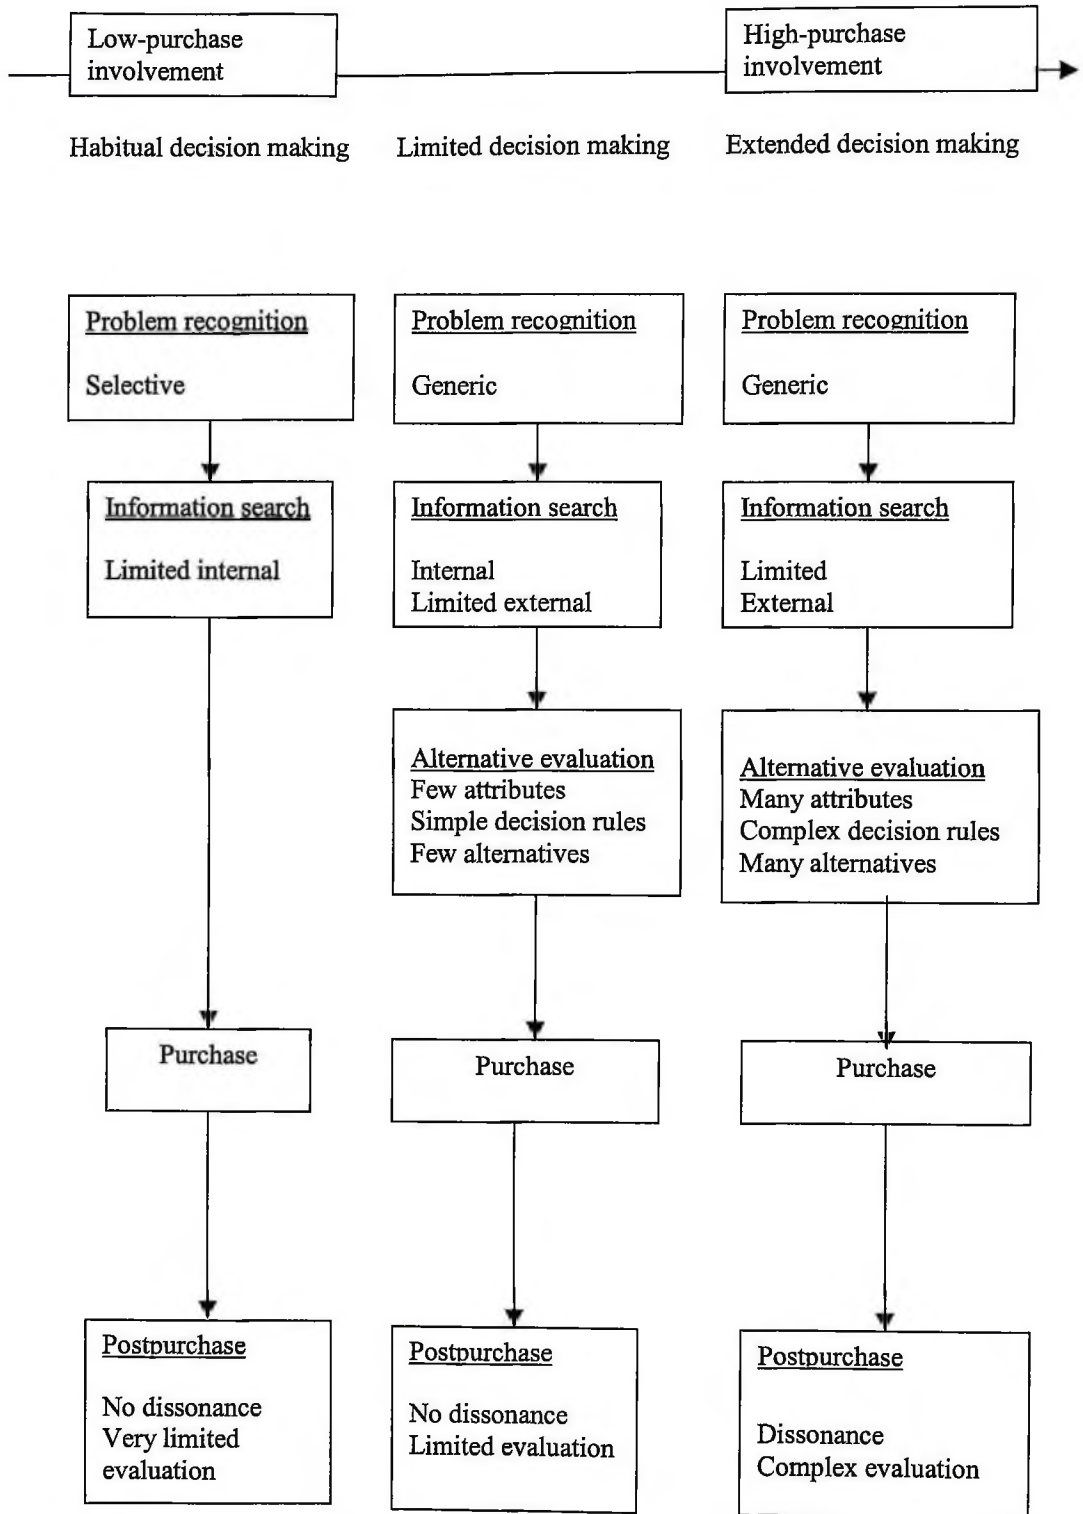 Low-purchase
involvement
High-purchase
involvement
Habitual decision making
Limited decision making
Extended decision making
Problem recognition
Selective
Problem recognition
Generic
Problem recognition
Generic
Information search
Limited internal
Information search
Internal
Limited external
Information search
Limited
External
Alternative evaluation
Few attributes
Simple decision rules
Few alternatives
Alternative evaluation
Many attributes
Complex decision rules
Many alternatives
Purchase
Purchase
Purchase
Postpurchase
No dissonance
Very limited
evaluation
Postpurchase
No dissonance
Limited evaluation
Postpurchase
Dissonance
Complex evaluation